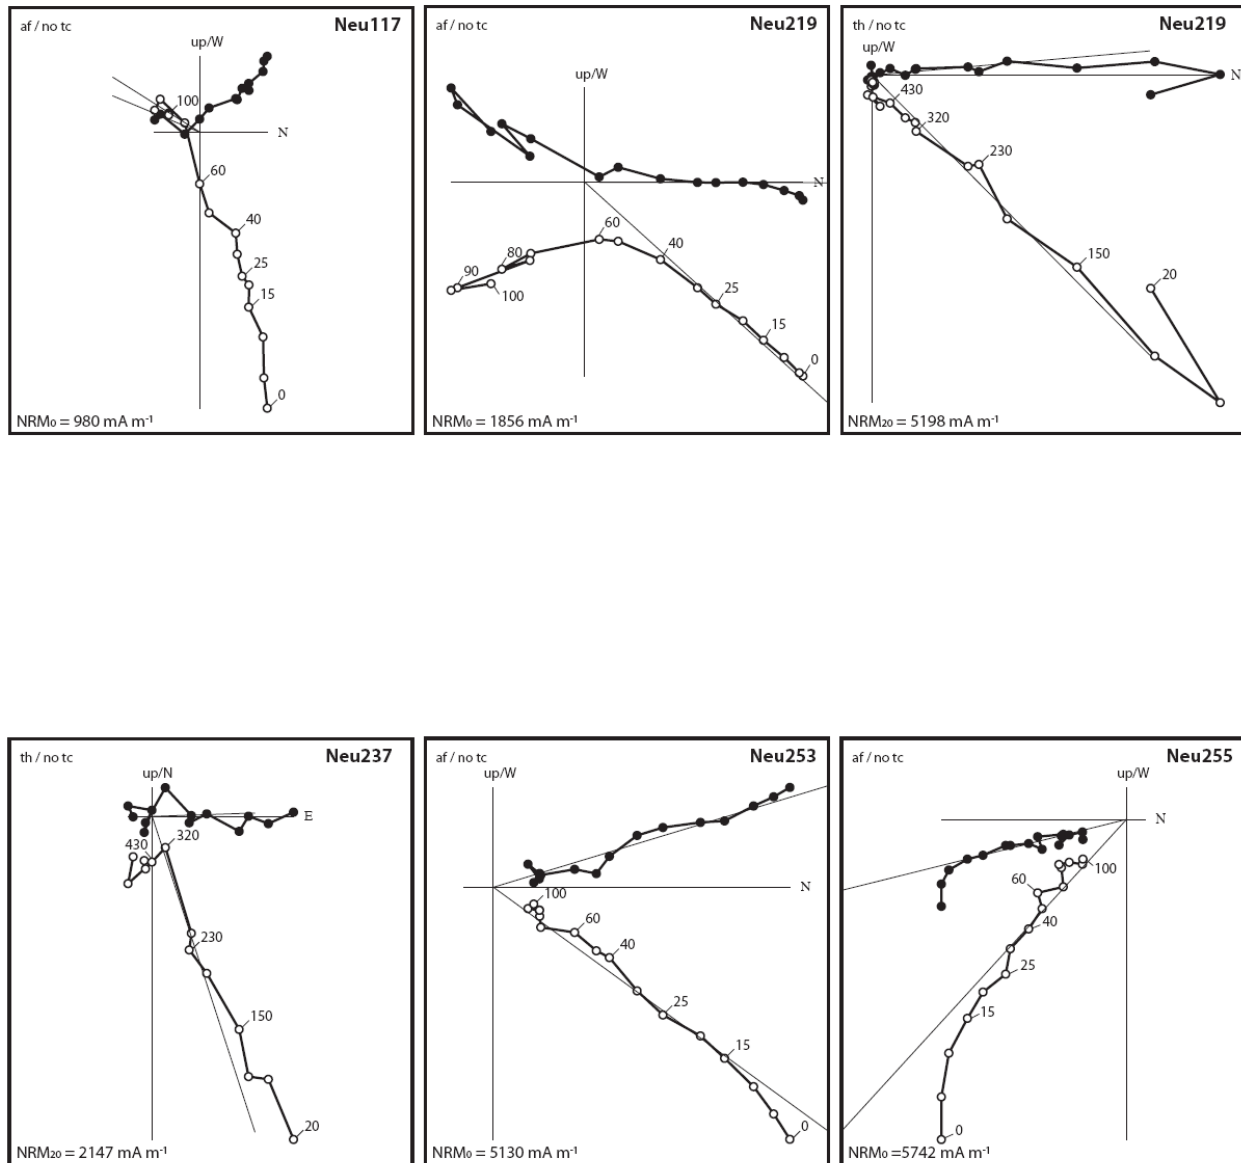 af / no tc
Neu117
up/W
100
N
60
40
25
15
0
NRM₀ = 980 mA m⁻¹
af / no tc
Neu219
up/W
N
60
40
80
90
100
25
15
0
NRM₀ = 1856 mA m⁻¹
th / no tc
Neu219
up/W
N
430
320
230
150
20
NRM₂₀ = 5198 mA m⁻¹
th / no tc
Neu237
up/N
430
320
E
230
150
20
NRM₂₀ = 2147 mA m⁻¹
af / no tc
Neu253
up/W
N
100
60
40
25
15
0
NRM₀ = 5130 mA m⁻¹
af / no tc
Neu255
up/W
N
100
60
40
25
15
0
NRM₀ =5742 mA m⁻¹